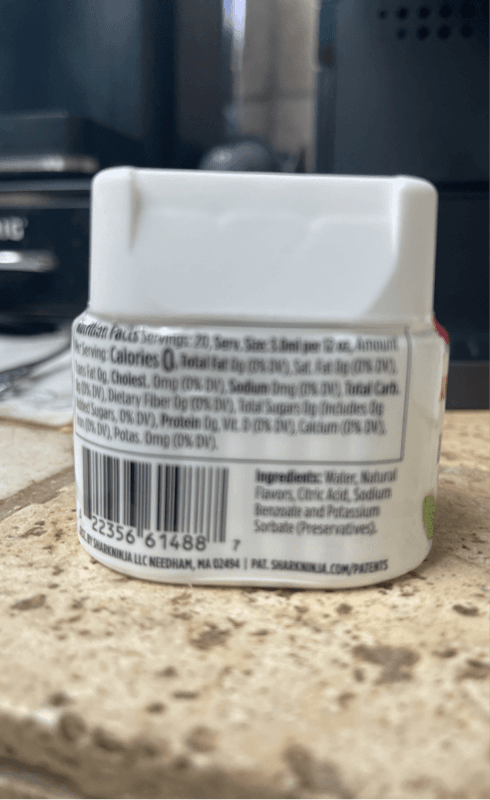 Nutrition Facts Servings: 20, Serv. Size: 3.6ml per 12 oz, Amount
Per Serving: Calories 0, Total Fat 0g (0% DV), Sat. Fat 0g (0% DV),
Trans Fat 0g, Cholest. 0mg (0% DV), Sodium 0mg (0% DV), Total Carb.
0g (0% DV), Dietary Fiber 0g (0% DV), Total Sugars 0g (Includes 0g
Added Sugars, 0% DV), Protein 0g, Vit. D (0% DV), Calcium (0% DV),
Iron (0% DV), Potas. 0mg (0% DV).
Ingredients: Water, Natural
Flavors, Citric Acid, Sodium
Benzoate and Potassium
Sorbate (Preservatives).
22356 61488 7
BY SHARKNINJA LLC NEEDHAM, MA 02494 | PAT. SHARKNINJA.COM/PATENTS